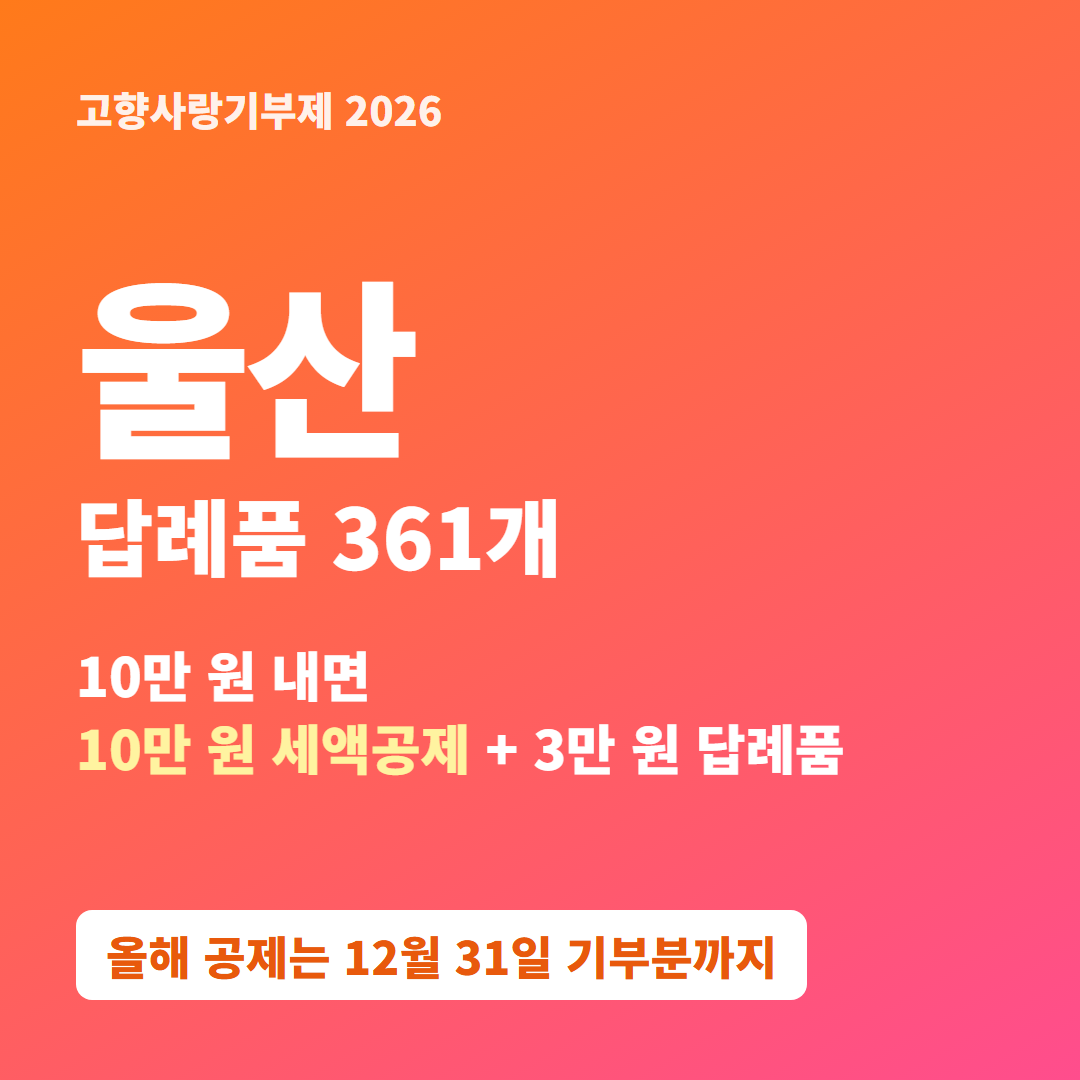 고향사랑기부제 2026
울산
답례품 361개
10만 원 내면
10만 원 세액공제 + 3만 원 답례품
올해 공제는 12월 31일 기부분까지